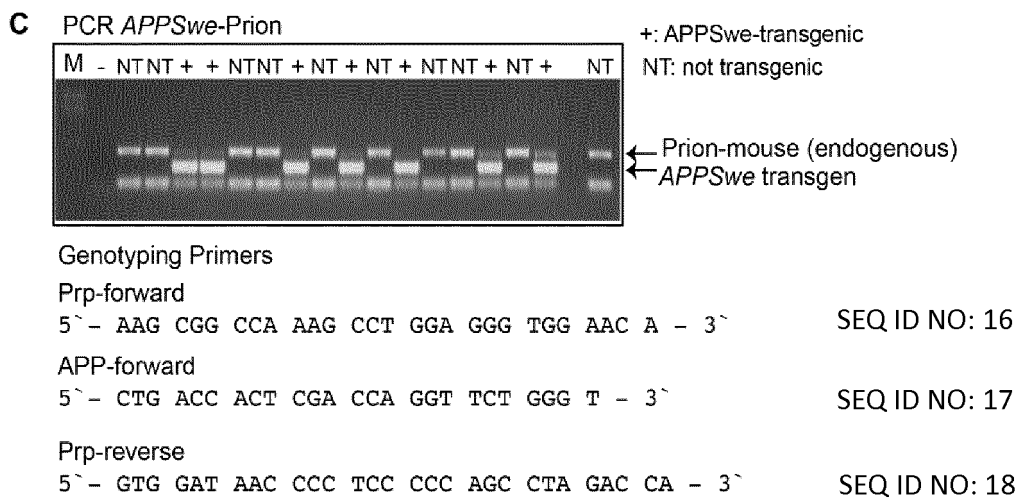 C PCR APPSwe-Prion
M - NT NT + + NT NT + NT + NT + NT NT + NT + NT
+: APPSwe-transgenic
NT: not transgenic
Prion-mouse (endogenous)
APPSwe transgen
Genotyping Primers
Prp-forward
5`- AAG CGG CCA AAG CCT GGA GGG TGG AAC A - 3` SEQ ID NO: 16
APP-forward
5`- CTG ACC ACT CGA CCA GGT TCT GGG T - 3` SEQ ID NO: 17
Prp-reverse
5`- GTG GAT AAC CCC TCC CCC AGC CTA GAC CA - 3` SEQ ID NO: 18